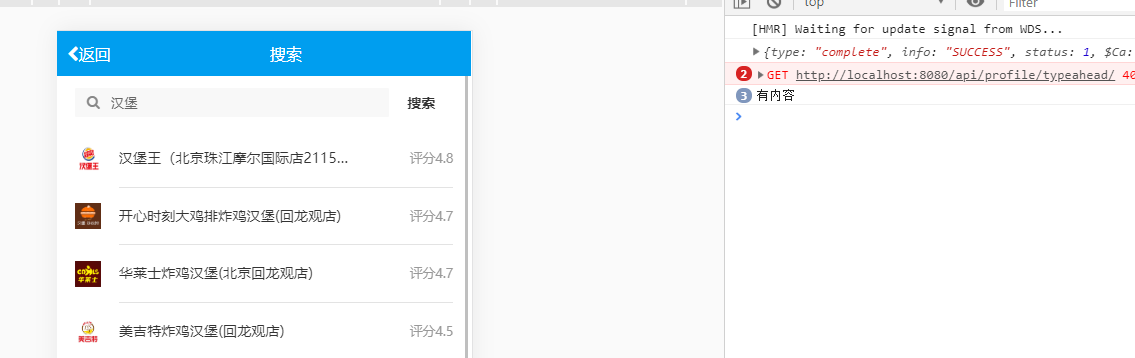 返回
搜索
汉堡
搜索
汉堡王
汉堡王（北京珠江摩尔国际店2115...
评分4.8
开心时刻大鸡排炸鸡汉堡(回龙观店)
评分4.7
华莱士
华莱士炸鸡汉堡(北京回龙观店)
评分4.7
美吉特
美吉特炸鸡汉堡(回龙观店)
评分4.5
top
Filter
[HMR] Waiting for update signal from WDS...
{type: "complete", info: "SUCCESS", status: 1, $Ca:
2 GET http://localhost:8080/api/profile/typeahead/ 40
3 有内容